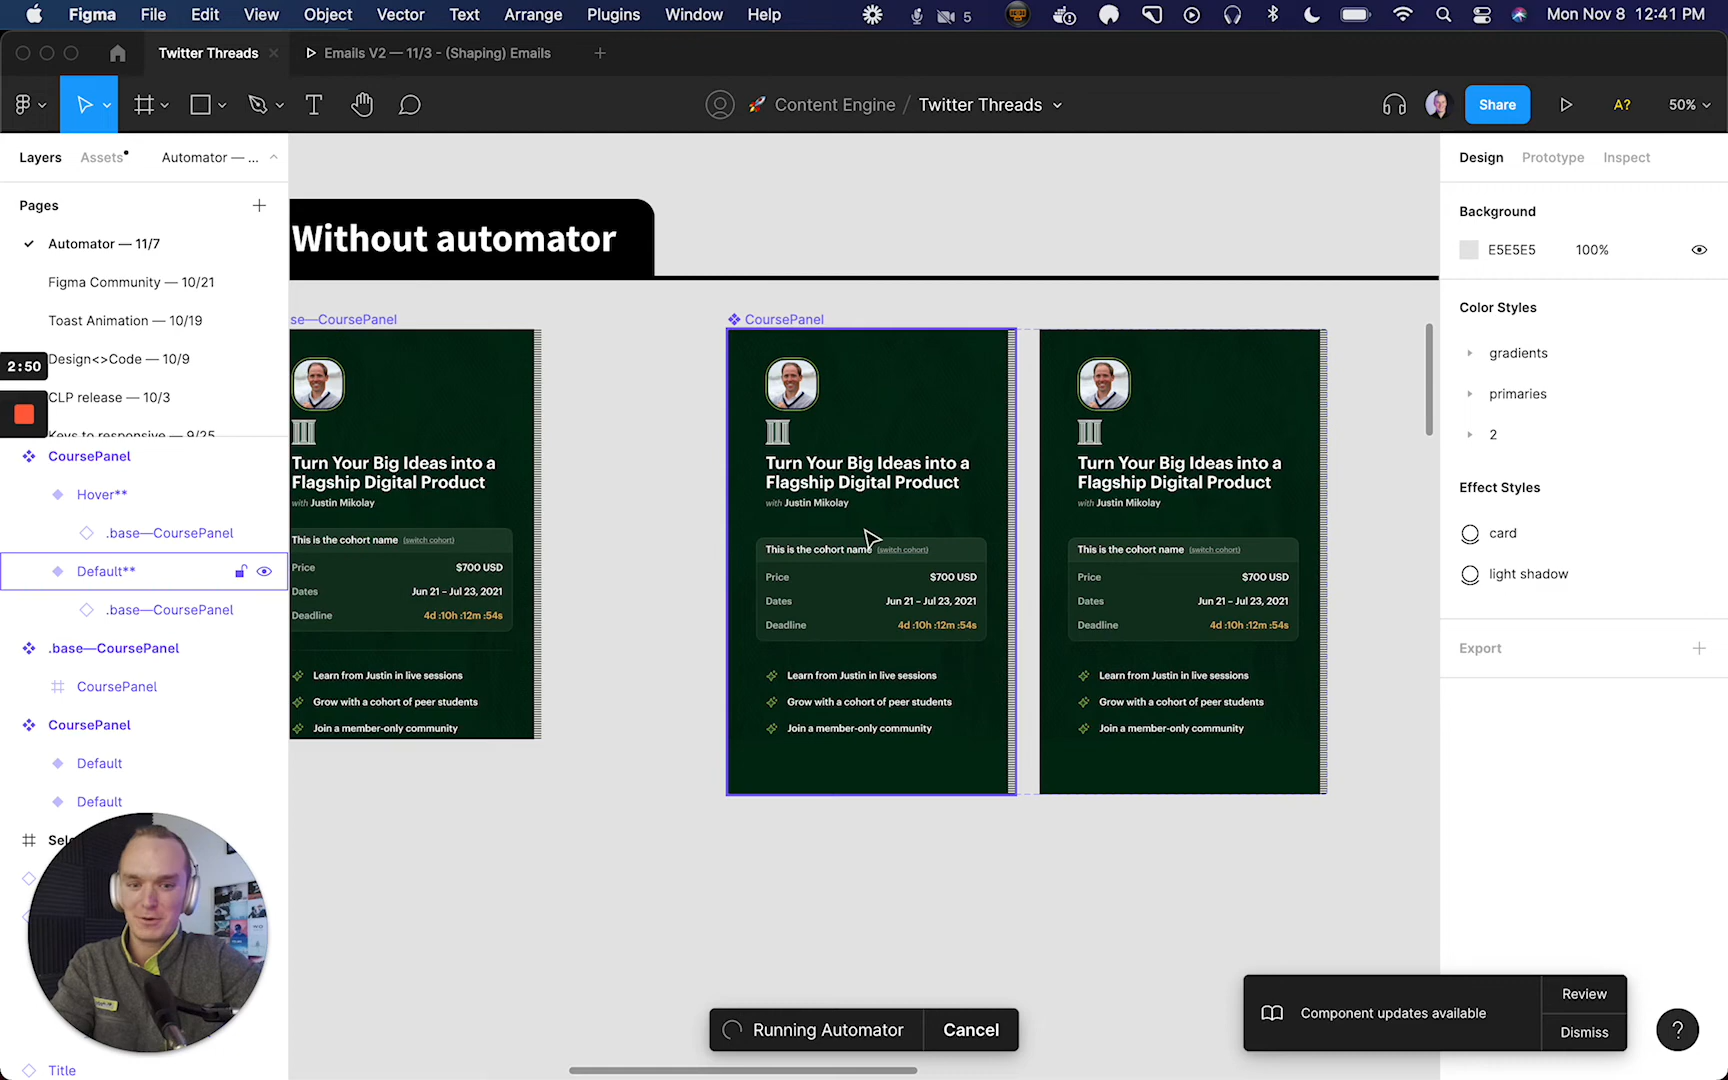 Figma File Edit View Object Vector Text Arrange Plugins Window Help 5 Mon Nov 8 12:41 PM
Twitter Threads Emails V2 — 11/3 - (Shaping) Emails
Content Engine / Twitter Threads Share A? 50%
Layers Assets Automator — ...
Pages
Automator — 11/7
Figma Community — 10/21
Toast Animation — 10/19
Design<>Code — 10/9
CLP release — 10/3
Keys to responsive — 9/25
2:50
CoursePanel
Hover**
.base—CoursePanel
Default**
.base—CoursePanel
.base—CoursePanel
CoursePanel
CoursePanel
Default
Default
Sele
Title
Without automator
se—CoursePanel
Turn Your Big Ideas into a
Flagship Digital Product
with Justin Mikolay
This is the cohort name (switch cohort)
Price $700 USD
Dates Jun 21 – Jul 23, 2021
Deadline 4d :10h :12m :54s
Learn from Justin in live sessions
Grow with a cohort of peer students
Join a member-only community
CoursePanel
Turn Your Big Ideas into a
Flagship Digital Product
with Justin Mikolay
This is the cohort name (switch cohort)
Price $700 USD
Dates Jun 21 – Jul 23, 2021
Deadline 4d :10h :12m :54s
Learn from Justin in live sessions
Grow with a cohort of peer students
Join a member-only community
Turn Your Big Ideas into a
Flagship Digital Product
with Justin Mikolay
This is the cohort name (switch cohort)
Price $700 USD
Dates Jun 21 – Jul 23, 2021
Deadline 4d :10h :12m :54s
Learn from Justin in live sessions
Grow with a cohort of peer students
Join a member-only community
Running Automator Cancel
Design Prototype Inspect
Background
E5E5E5 100%
Color Styles
gradients
primaries
2
Effect Styles
card
light shadow
Export
Component updates available
Review
Dismiss
?